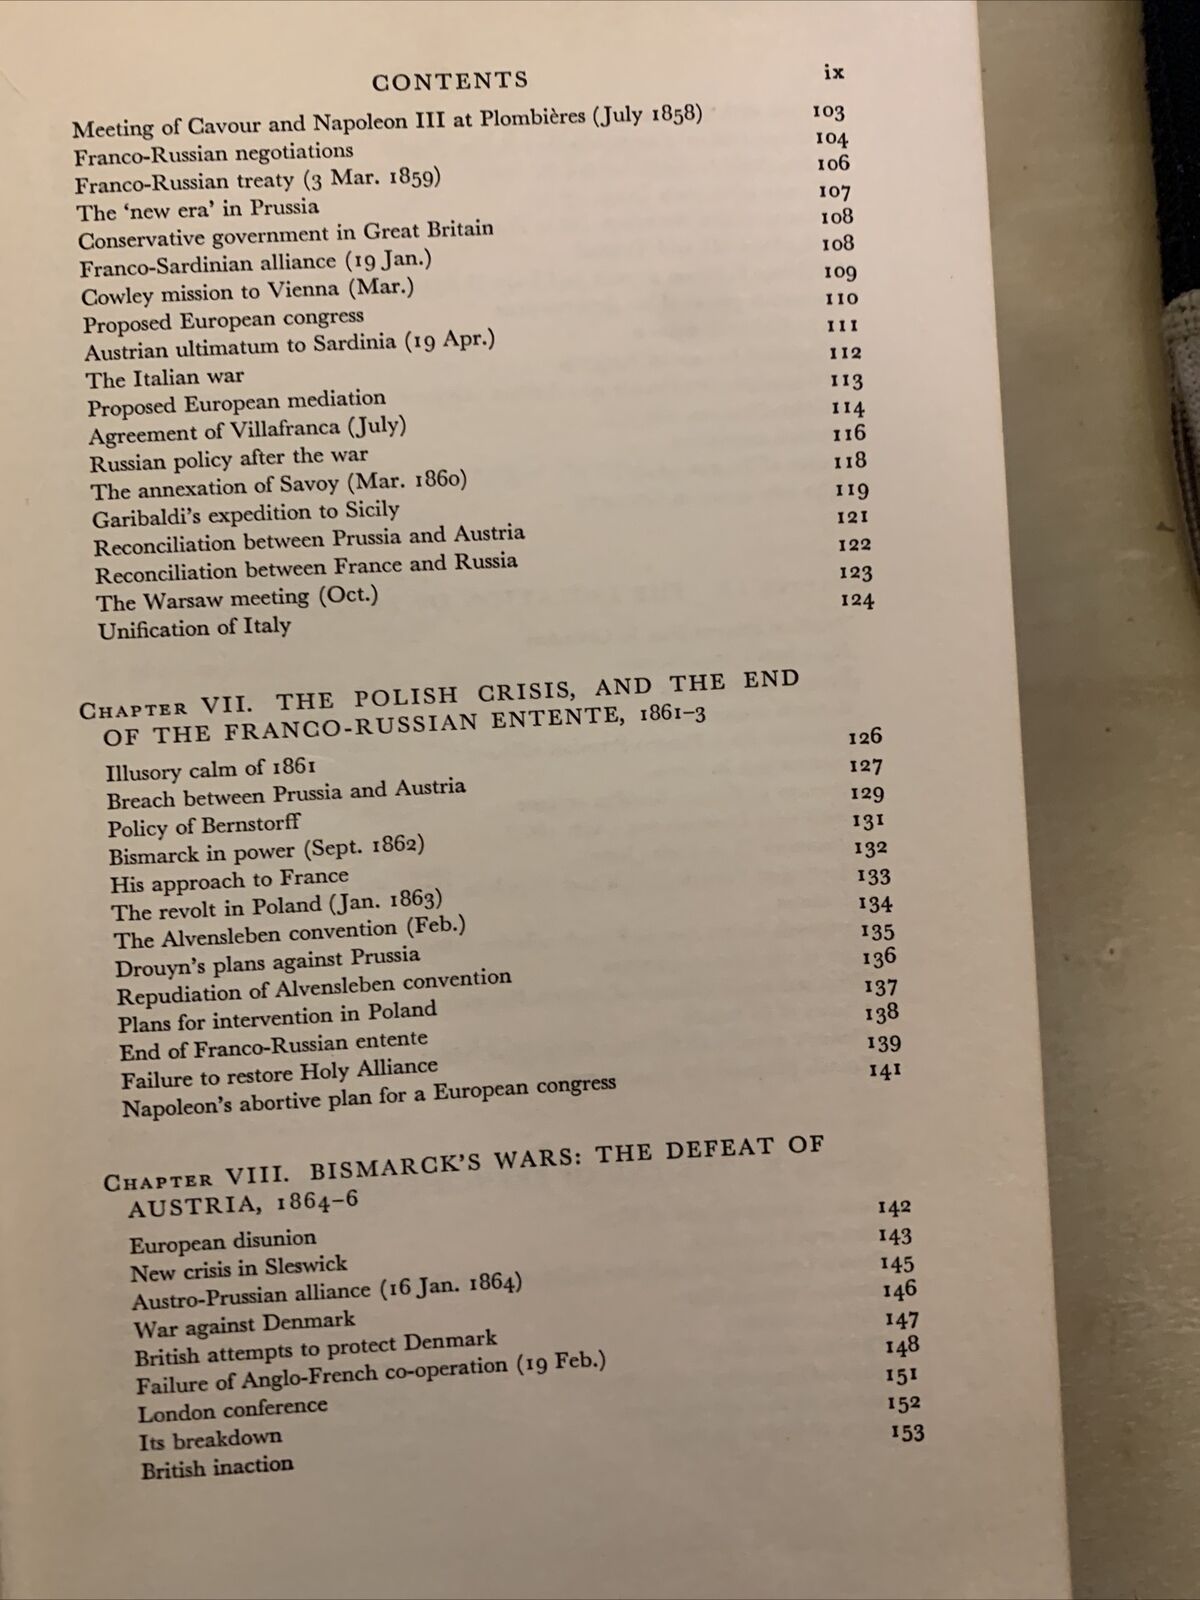 CONTENTS ix
Meeting of Cavour and Napoleon III at Plombières (July 1858) 103
Franco-Russian negotiations 104
Franco-Russian treaty (3 Mar. 1859) 106
The ‘new era’ in Prussia 107
Conservative government in Great Britain 108
Franco-Sardinian alliance (19 Jan.) 108
Cowley mission to Vienna (Mar.) 109
Proposed European congress 110
Austrian ultimatum to Sardinia (19 Apr.) 111
The Italian war 112
Proposed European mediation 113
Agreement of Villafranca (July) 114
Russian policy after the war 116
The annexation of Savoy (Mar. 1860) 118
Garibaldi’s expedition to Sicily 119
Reconciliation between Prussia and Austria 121
Reconciliation between France and Russia 122
The Warsaw meeting (Oct.) 123
Unification of Italy 124
CHAPTER VII. THE POLISH CRISIS, AND THE END
OF THE FRANCO-RUSSIAN ENTENTE, 1861–3
Illusory calm of 1861 126
Breach between Prussia and Austria 127
Policy of Bernstorff 129
Bismarck in power (Sept. 1862) 131
His approach to France 132
The revolt in Poland (Jan. 1863) 133
The Alvensleben convention (Feb.) 134
Drouyn’s plans against Prussia 135
Repudiation of Alvensleben convention 136
Plans for intervention in Poland 137
End of Franco-Russian entente 138
Failure to restore Holy Alliance 139
Napoleon’s abortive plan for a European congress 141
CHAPTER VIII. BISMARCK’S WARS: THE DEFEAT OF
AUSTRIA, 1864–6
European disunion 142
New crisis in Sleswick 143
Austro-Prussian alliance (16 Jan. 1864) 145
War against Denmark 146
British attempts to protect Denmark 147
Failure of Anglo-French co-operation (19 Feb.) 148
London conference 151
Its breakdown 152
British inaction 153